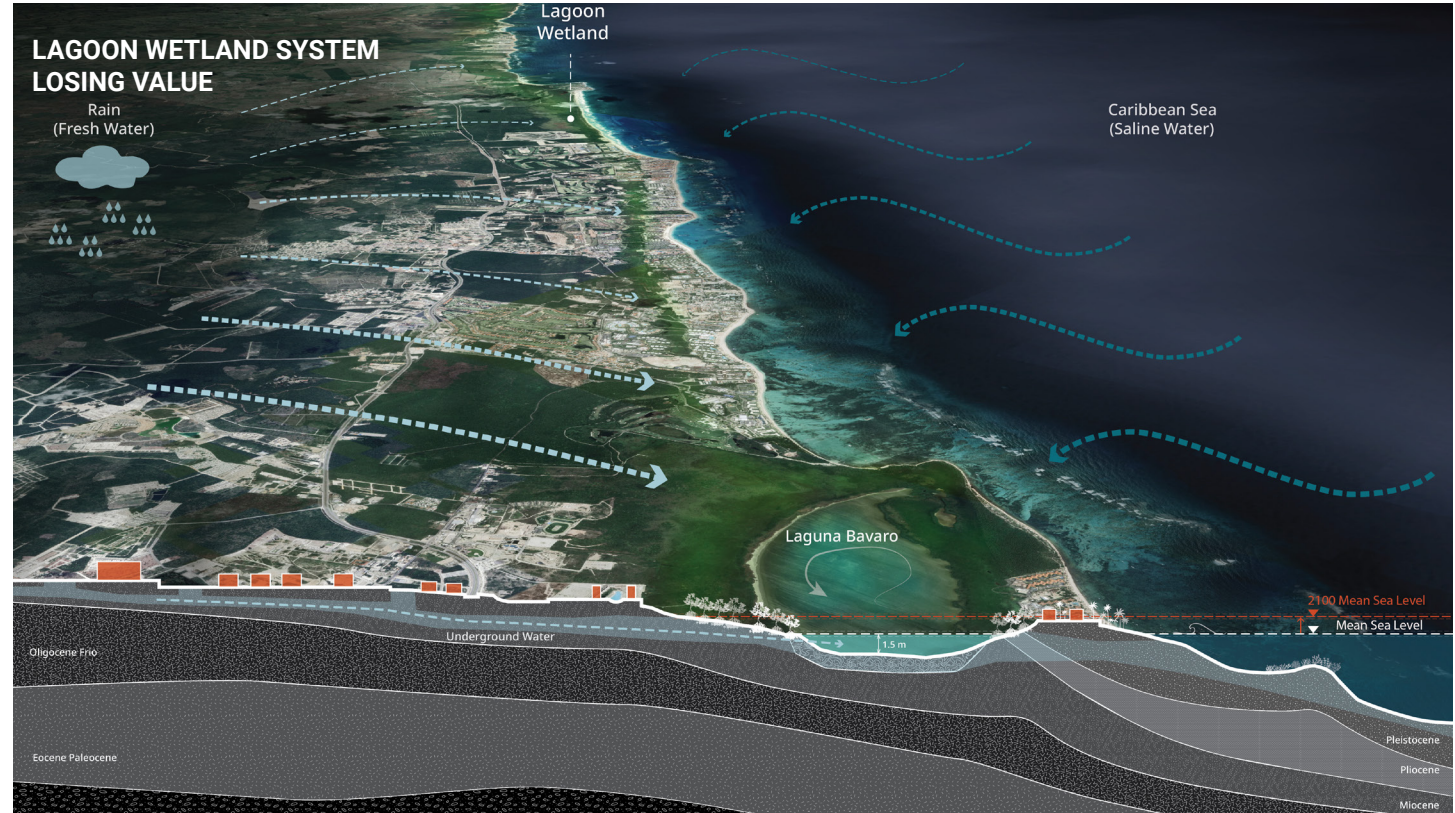 LAGOON WETLAND SYSTEM
LOSING VALUE
Lagoon
Wetland
Rain
(Fresh Water)
Caribbean Sea
(Saline Water)
Laguna Bavaro
2100 Mean Sea Level
Mean Sea Level
Underground Water
1.5 m
Oligocene Frio
Eocene Paleocene
Pleistocene
Pliocene
Miocene